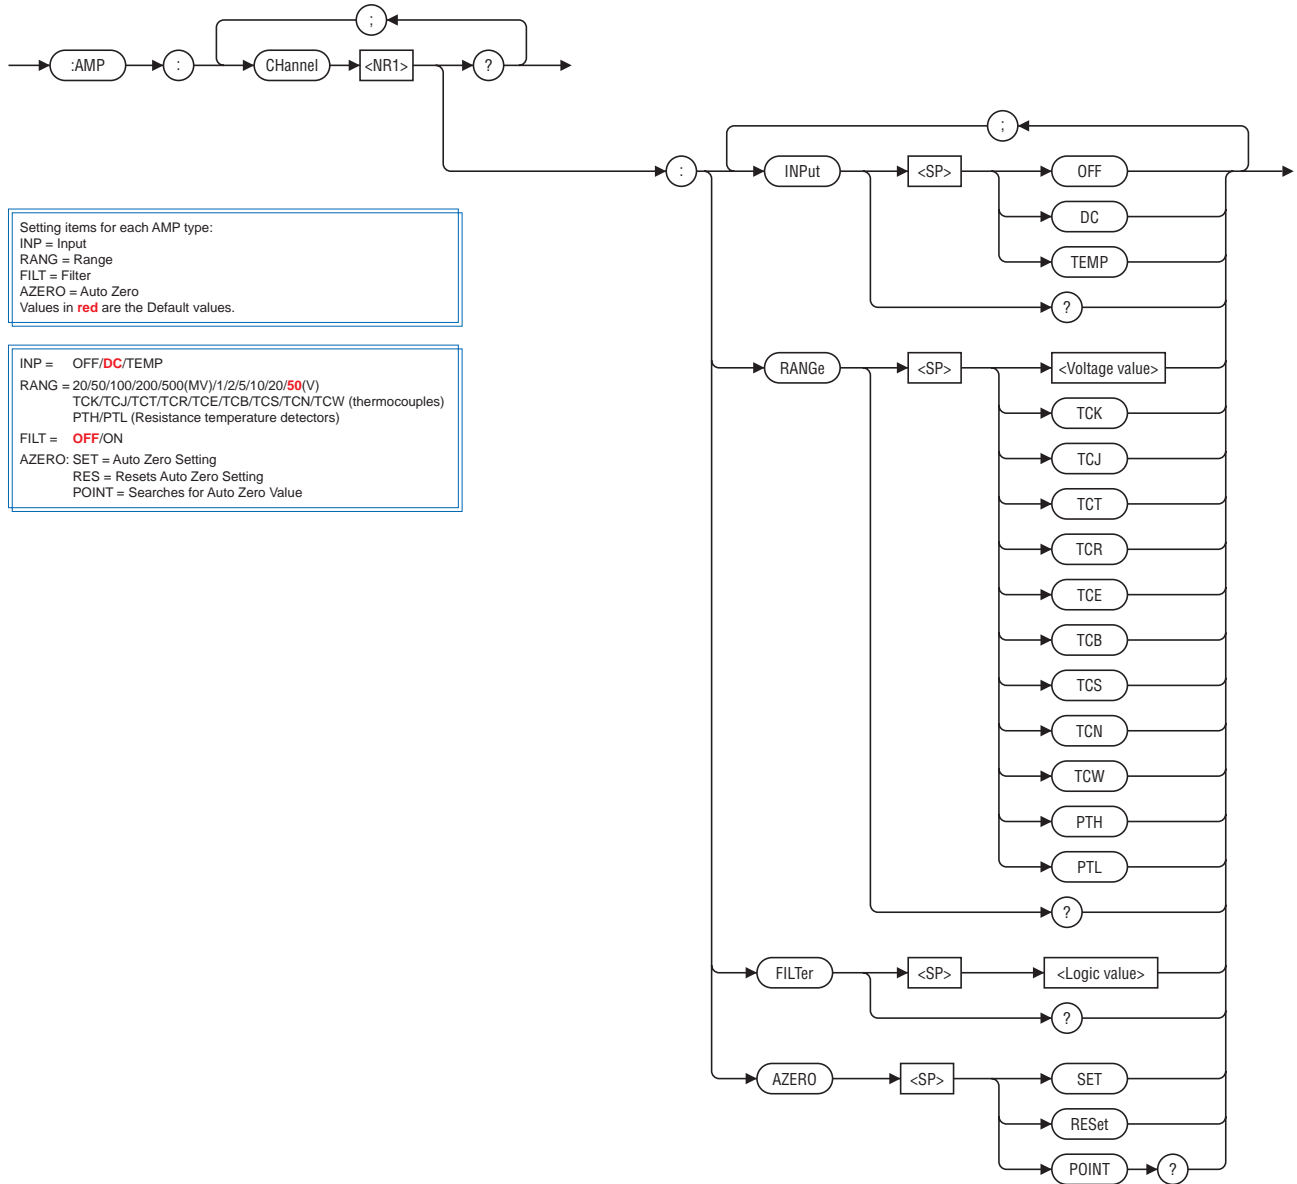 ;
:AMP : CHannel <NR1> ?
;
: INPut <SP> OFF
DC
TEMP
?
Setting items for each AMP type:
INP = Input
RANG = Range
FILT = Filter
AZERO = Auto Zero
Values in red are the Default values.
INP = OFF/DC/TEMP
RANG = 20/50/100/200/500(MV)/1/2/5/10/20/50(V)
TCK/TCJ/TCT/TCR/TCE/TCB/TCS/TCN/TCW (thermocouples)
PTH/PTL (Resistance temperature detectors)
FILT = OFF/ON
AZERO: SET = Auto Zero Setting
RES = Resets Auto Zero Setting
POINT = Searches for Auto Zero Value
RANGe <SP> <Voltage value>
TCK
TCJ
TCT
TCR
TCE
TCB
TCS
TCN
TCW
PTH
PTL
?
FILTer <SP> <Logic value>
?
AZERO <SP> SET
RESet
POINT ?